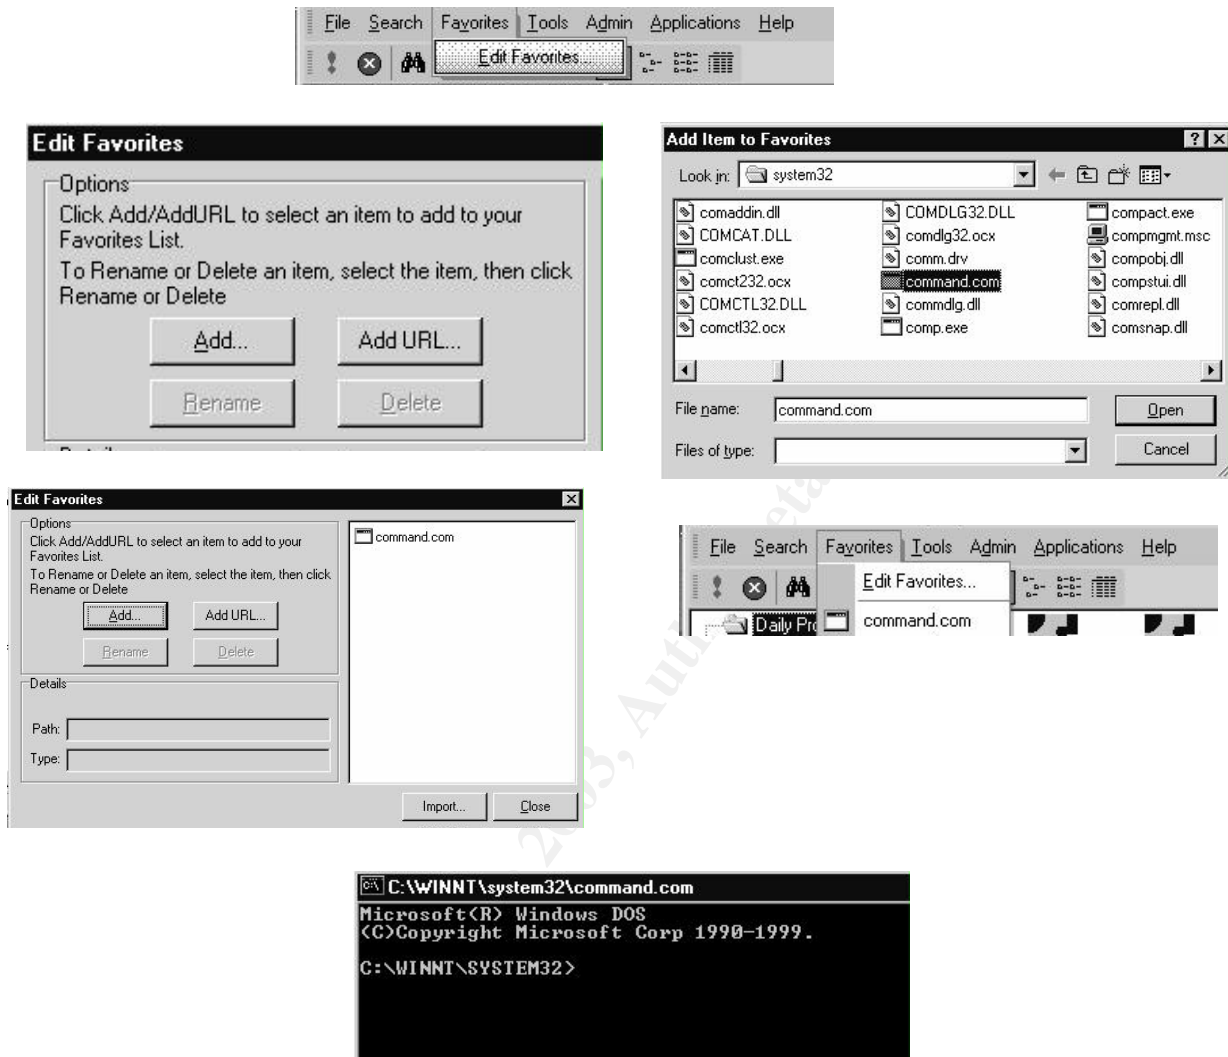 File Search Favorites Tools Admin Applications Help
Edit Favorites...
Edit Favorites
Options
Click Add/AddURL to select an item to add to your
Favorites List.
To Rename or Delete an item, select the item, then click
Rename or Delete
Add... Add URL...
Rename Delete
Add Item to Favorites
Look in: system32
comaddin.dll COMDLG32.DLL compact.exe
COMCAT.DLL comdlg32.ocx compmgmt.msc
comclust.exe comm.drv compobj.dll
comct232.ocx command.com compstui.dll
COMCTL32.DLL commdlg.dll comrepl.dll
comctl32.ocx comp.exe comsnap.dll
File name: command.com Open
Files of type: Cancel
Edit Favorites
Options
Click Add/AddURL to select an item to add to your
Favorites List.
To Rename or Delete an item, select the item, then click
Rename or Delete
Add... Add URL...
Rename Delete
Details
Path:
Type:
command.com
Import... Close
File Search Favorites Tools Admin Applications Help
Edit Favorites...
Daily Pro
command.com
2003, Auth
eta
C:\WINNT\system32\command.com
Microsoft(R) Windows DOS
(C)Copyright Microsoft Corp 1990-1999.
C:\WINNT\SYSTEM32>